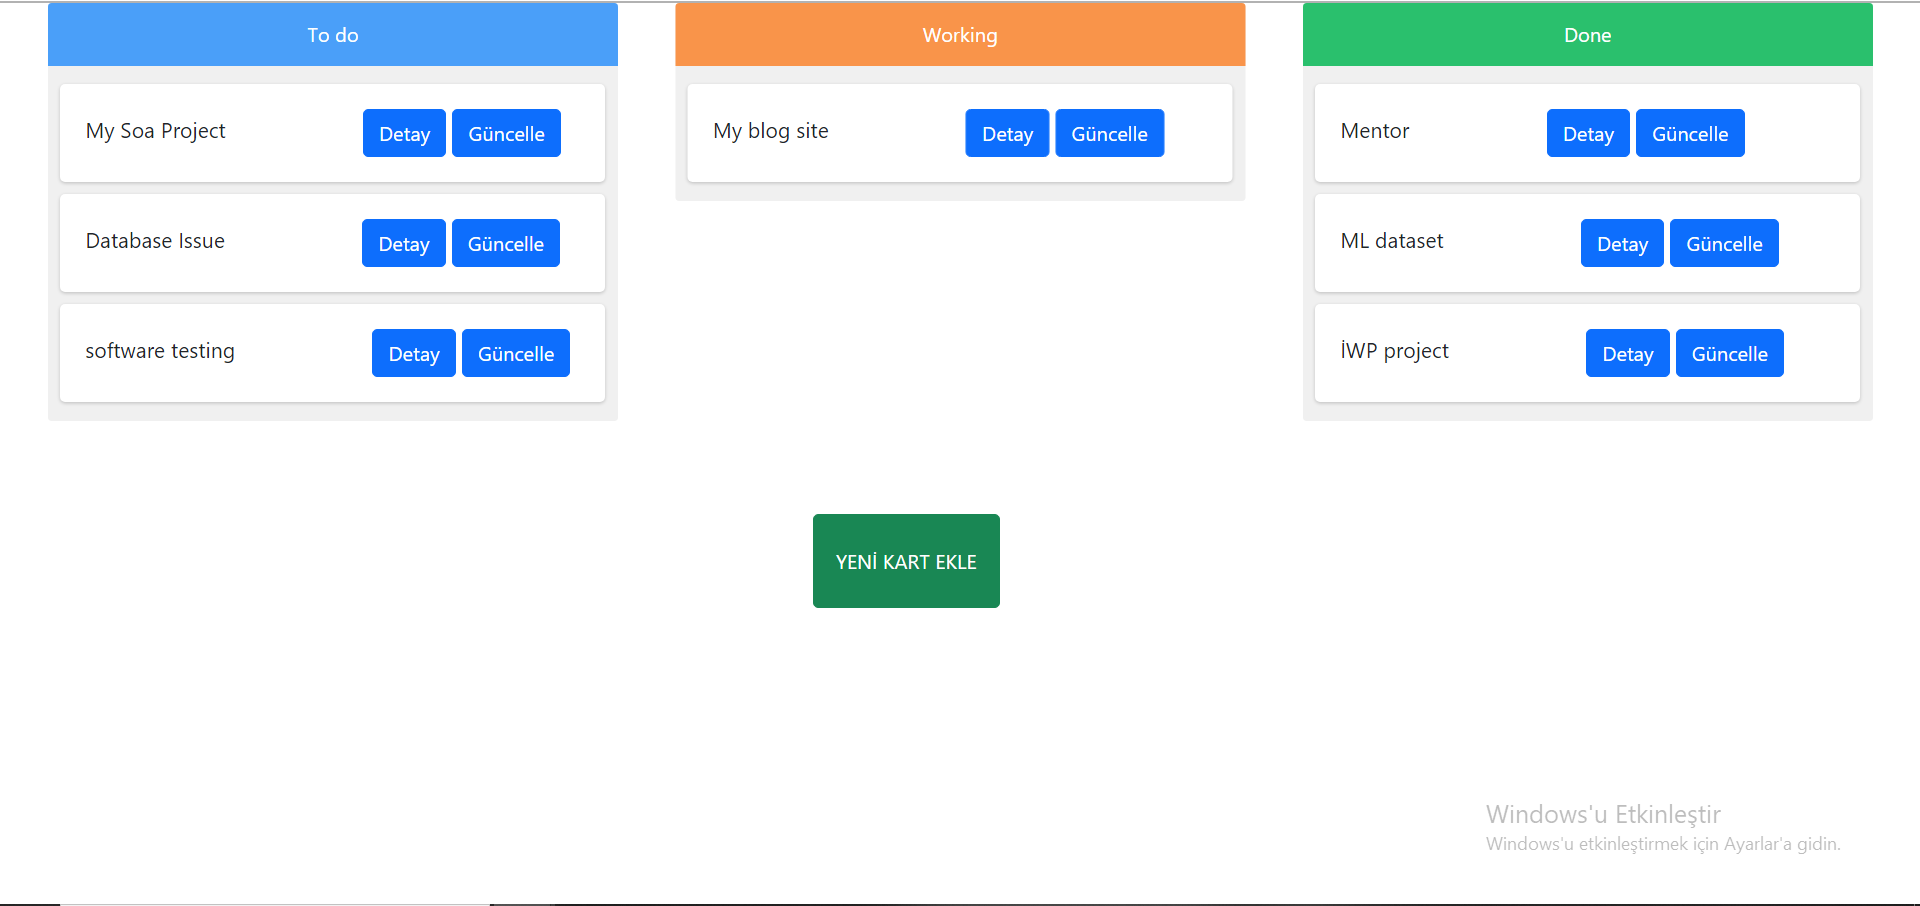 To do
My Soa Project
Detay Güncelle
Database Issue
Detay Güncelle
software testing
Detay Güncelle
Working
My blog site
Detay Güncelle
Done
Mentor
Detay Güncelle
ML dataset
Detay Güncelle
İWP project
Detay Güncelle
YENİ KART EKLE
Windows'u Etkinleştir
Windows'u etkinleştirmek için Ayarlar'a gidin.